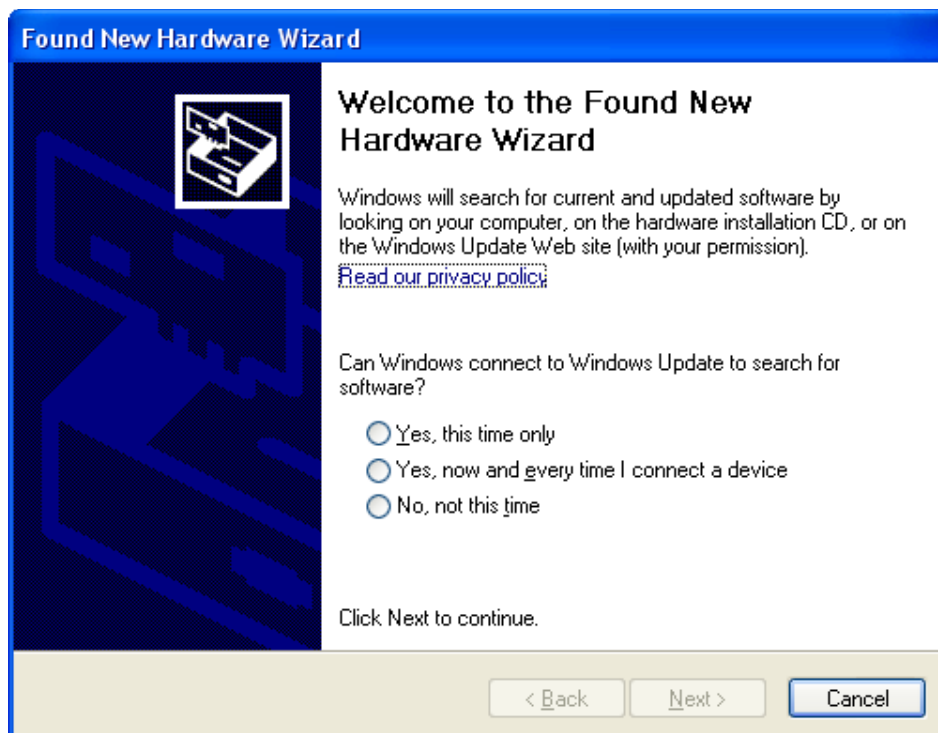 Found New Hardware Wizard
Welcome to the Found New
Hardware Wizard
Windows will search for current and updated software by
looking on your computer, on the hardware installation CD, or on
the Windows Update Web site (with your permission).
Read our privacy policy
Can Windows connect to Windows Update to search for
software?
Yes, this time only
Yes, now and every time I connect a device
No, not this time
Click Next to continue.
< Back
Next >
Cancel